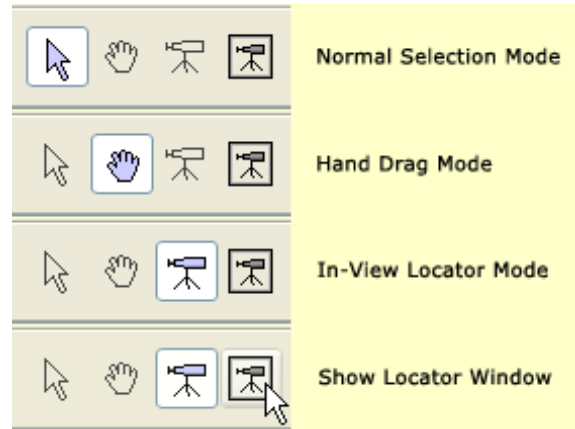 Normal Selection Mode
Hand Drag Mode
In-View Locator Mode
Show Locator Window